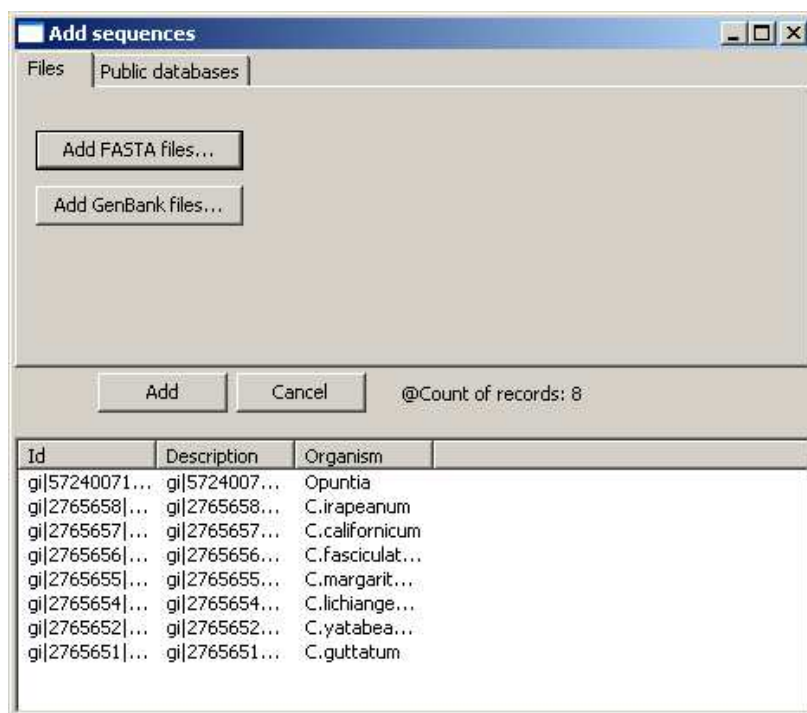 Add sequences
Files Public databases
Add FASTA files...
Add GenBank files...
Add Cancel @Count of records: 8
Id Description Organism
gi|57240071... gi|5724007... Opuntia
gi|2765658|... gi|2765658... C.irapeanum
gi|2765657|... gi|2765657... C.californicum
gi|2765656|... gi|2765656... C.fasciculat...
gi|2765655|... gi|2765655... C.margarit...
gi|2765654|... gi|2765654... C.lichiange...
gi|2765652|... gi|2765652... C.yatabea...
gi|2765651|... gi|2765651... C.guttatum